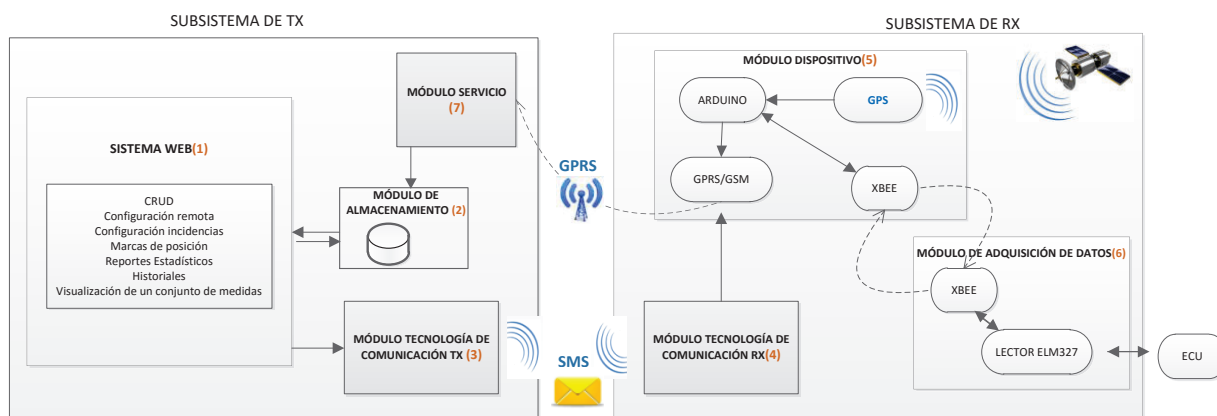 SUBSISTEMA DE TX
MÓDULO SERVICIO
(7)
SISTEMA WEB(1)
CRUD
Configuración remota
Configuración incidencias
Marcas de posición
Reportes Estadísticos
Historiales
Visualización de un conjunto de medidas
MÓDULO DE
ALMACENAMIENTO (2)
MÓDULO TECNOLOGÍA DE
COMUNICACIÓN TX (3)
GPRS
SMS
SUBSISTEMA DE RX
MÓDULO DISPOSITIVO(5)
ARDUINO
GPS
GPRS/GSM
XBEE
MÓDULO TECNOLOGÍA DE
COMUNICACIÓN RX(4)
MÓDULO DE ADQUISICIÓN DE DATOS(6)
XBEE
LECTOR ELM327
ECU